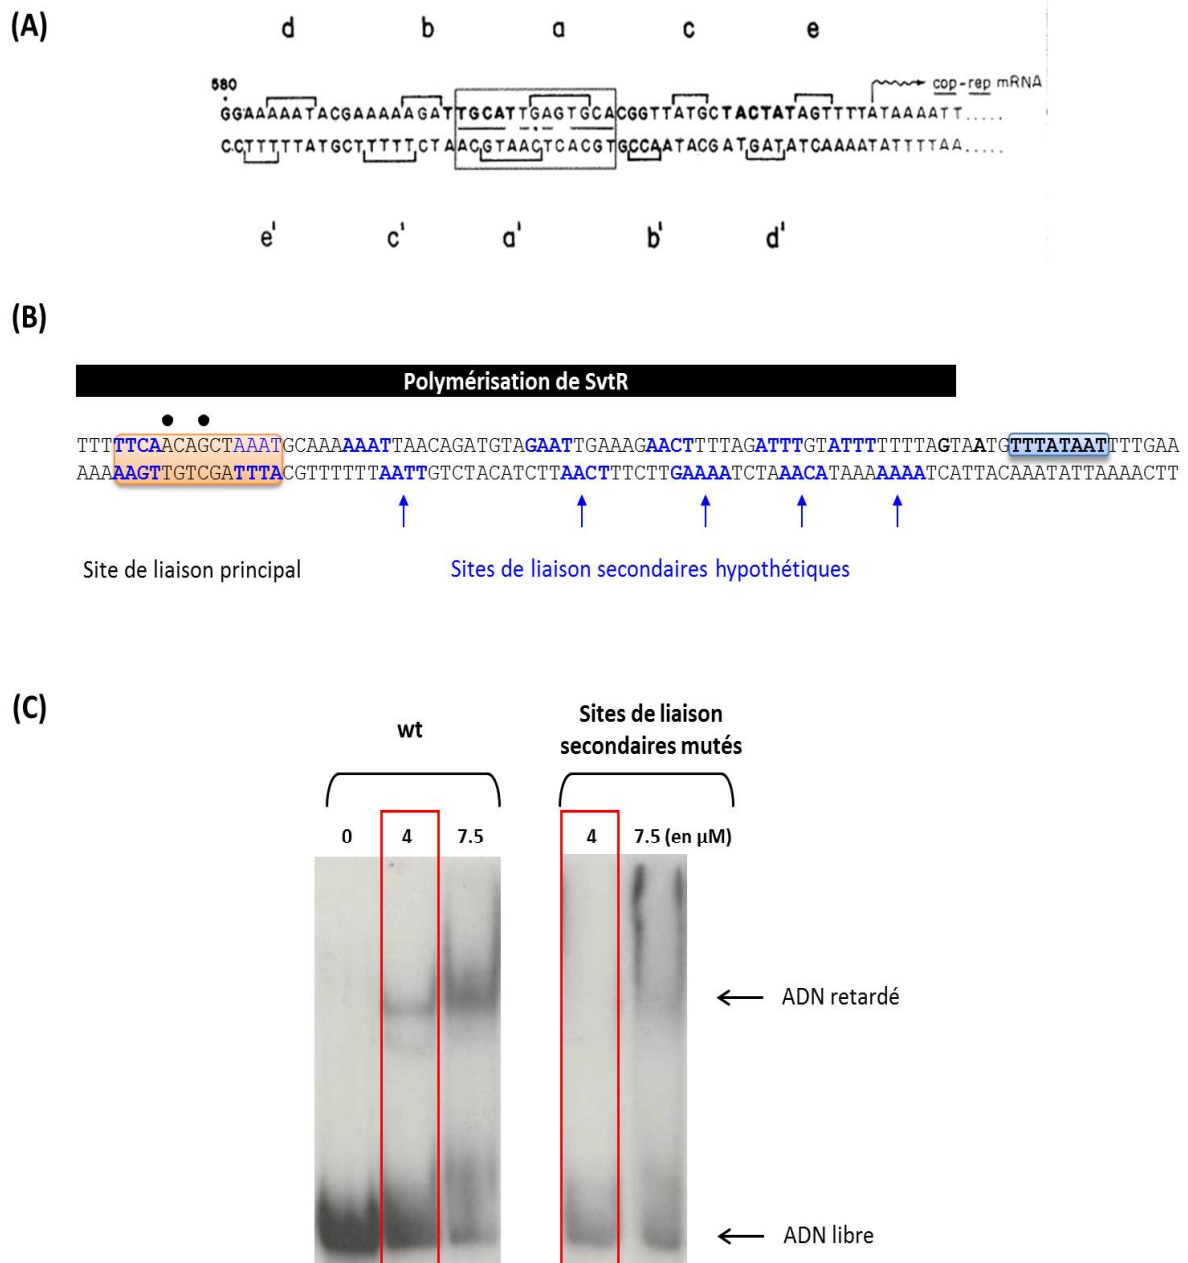 (A)
d b a c e
580
cop-rep mRNA
GGAAAAATACGAAAAAGATTGCATTGAGTGCACGGTTATGCTACTATAGTTTTATAAAATT.....
CCTTTTTATGCTTTTTCTAACGTAACTCACGTGCCAATACGATGATATCAAAATATTTTAA.....
e' c' a' b' d'
(B)
Polymérisation de SvtR
TTTTTCAACAGCTAAATGCAAAAAAATTAACAGATGTAGAATTGAAAGAACTTTTAGATTTGTATTTTTTTAGTAATGTTTATAATTTTGAA
AAAAAGTTGTCGATTTACGTTTTTTAATTGTCTACATCTTAACTTTCTTGAAAATCTAAACATAAAAAAATCATTACAAATATTAAAACTT
Site de liaison principal
Sites de liaison secondaires hypothétiques
(C)
wt
Sites de liaison
secondaires mutés
0 4 7.5 4 7.5 (en µM)
ADN retardé
ADN libre